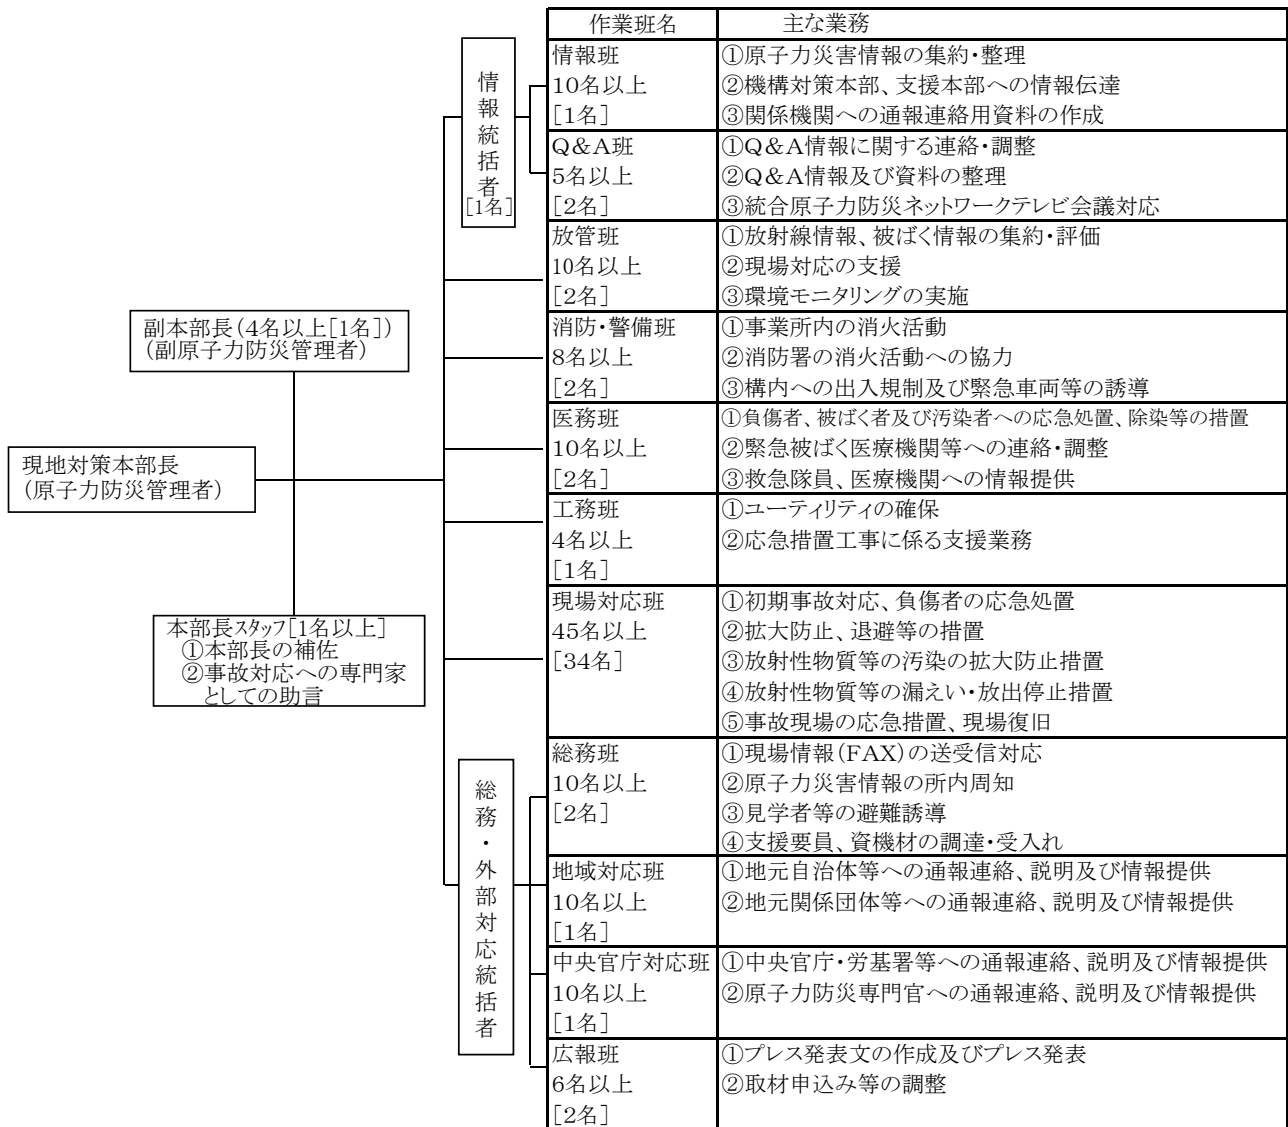 現地対策本部長
(原子力防災管理者)
副本部長(4名以上[1名])
(副原子力防災管理者)
本部長スタッフ[1名以上]
①本部長の補佐
②事故対応への専門家
としての助言
情報統括者
[1名]
総務・外部対応統括者
作業班名 主な業務
情報班 ①原子力災害情報の集約・整理
10名以上 ②機構対策本部、支援本部への情報伝達
[1名] ③関係機関への通報連絡用資料の作成
Q&A班 ①Q&A情報に関する連絡・調整
5名以上 ②Q&A情報及び資料の整理
[2名] ③統合原子力防災ネットワークテレビ会議対応
放管班 ①放射線情報、被ばく情報の集約・評価
10名以上 ②現場対応の支援
[2名] ③環境モニタリングの実施
消防・警備班 ①事業所内の消火活動
8名以上 ②消防署の消火活動への協力
[2名] ③構内への出入規制及び緊急車両等の誘導
医務班 ①負傷者、被ばく者及び汚染者への応急処置、除染等の措置
10名以上 ②緊急被ばく医療機関等への連絡・調整
[2名] ③救急隊員、医療機関への情報提供
工務班 ①ユーティリティの確保
4名以上 ②応急措置工事に係る支援業務
[1名]
現場対応班 ①初期事故対応、負傷者の応急処置
45名以上 ②拡大防止、退避等の措置
[34名] ③放射性物質等の汚染の拡大防止措置
④放射性物質等の漏えい・放出停止措置
⑤事故現場の応急措置、現場復旧
総務班 ①現場情報(FAX)の送受信対応
10名以上 ②原子力災害情報の所内周知
[2名] ③見学者等の避難誘導
④支援要員、資機材の調達・受入れ
地域対応班 ①地元自治体等への通報連絡、説明及び情報提供
10名以上 ②地元関係団体等への通報連絡、説明及び情報提供
[1名]
中央官庁対応班 ①中央官庁・労基署等への通報連絡、説明及び情報提供
10名以上 ②原子力防災専門官への通報連絡、説明及び情報提供
[1名]
広報班 ①プレス発表文の作成及びプレス発表
6名以上 ②取材申込み等の調整
[2名]